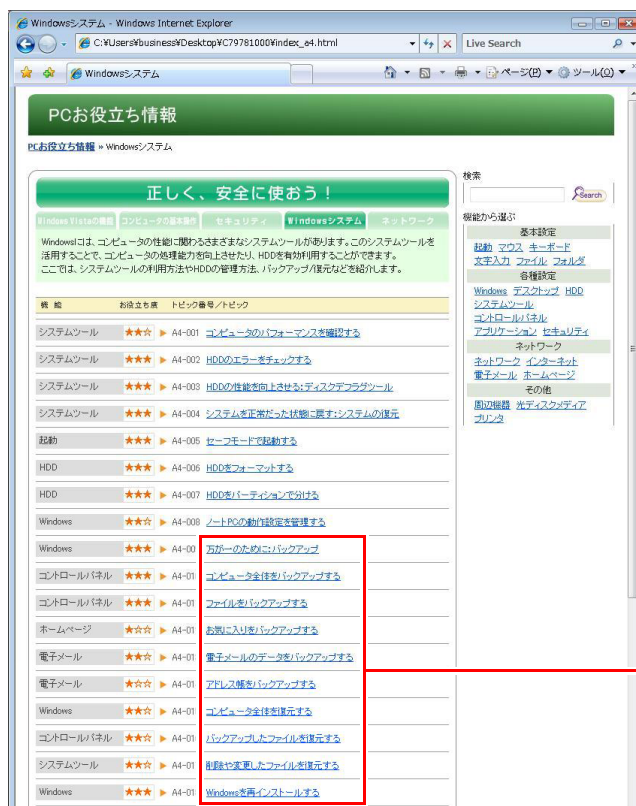 Windowsシステム - Windows Internet Explorer
C:¥Users¥business¥Desktop¥C79781000¥index_a4.html
Live Search
Windowsシステム
ページ(P) ツール(O)
PCお役立ち情報
PCお役立ち情報 » Windowsシステム
正しく、安全に使おう！
Windows Vistaの機能 コンピュータの基本操作 セキュリティ Windowsシステム ネットワーク
Windowsには、コンピュータの性能に関わるさまざまなシステムツールがあります。このシステムツールを
活用することで、コンピュータの処理能力を向上させたり、HDDを有効利用することができます。
ここでは、システムツールの利用方法やHDDの管理方法、バックアップ/復元などを紹介します。
機 能 お役立ち度 トピック番号／トピック
システムツール ★★☆ ▶ A4-001 コンピュータのパフォーマンスを確認する
システムツール ★★☆ ▶ A4-002 HDDのエラーをチェックする
システムツール ★★★ ▶ A4-003 HDDの性能を向上させる:ディスクデフラグツール
システムツール ★★★ ▶ A4-004 システムを正常だった状態に戻す:システムの復元
起動 ★★★ ▶ A4-005 セーフモードで起動する
HDD ★★★ ▶ A4-006 HDDをフォーマットする
HDD ★★★ ▶ A4-007 HDDをパーティションで分ける
Windows ★★☆ ▶ A4-008 ノートPCの動作設定を管理する
Windows ★★☆ ▶ A4-00 万が一のために:バックアップ
コントロールパネル ★★★ ▶ A4-01 コンピュータ全体をバックアップする
コントロールパネル ★★★ ▶ A4-01 ファイルをバックアップする
ホームページ ★☆☆ ▶ A4-01 お気に入りをバックアップする
電子メール ★★☆ ▶ A4-01 電子メールのデータをバックアップする
電子メール ★☆☆ ▶ A4-01 アドレス帳をバックアップする
Windows ★★☆ ▶ A4-01 コンピュータ全体を復元する
コントロールパネル ★★☆ ▶ A4-01 バックアップしたファイルを復元する
システムツール ★★☆ ▶ A4-01 削除や変更したファイルを復元する
Windows ★★★ ▶ A4-01 Windowsを再インストールする
検索
Search
機能から選ぶ
基本設定
起動 マウス キーボード
文字入力 ファイル フォルダ
各種設定
Windows デスクトップ HDD
システムツール
コントロールパネル
アプリケーション セキュリティ
ネットワーク
ネットワーク インターネット
電子メール ホームページ
その他
周辺機器 光ディスクメディア
プリンタ